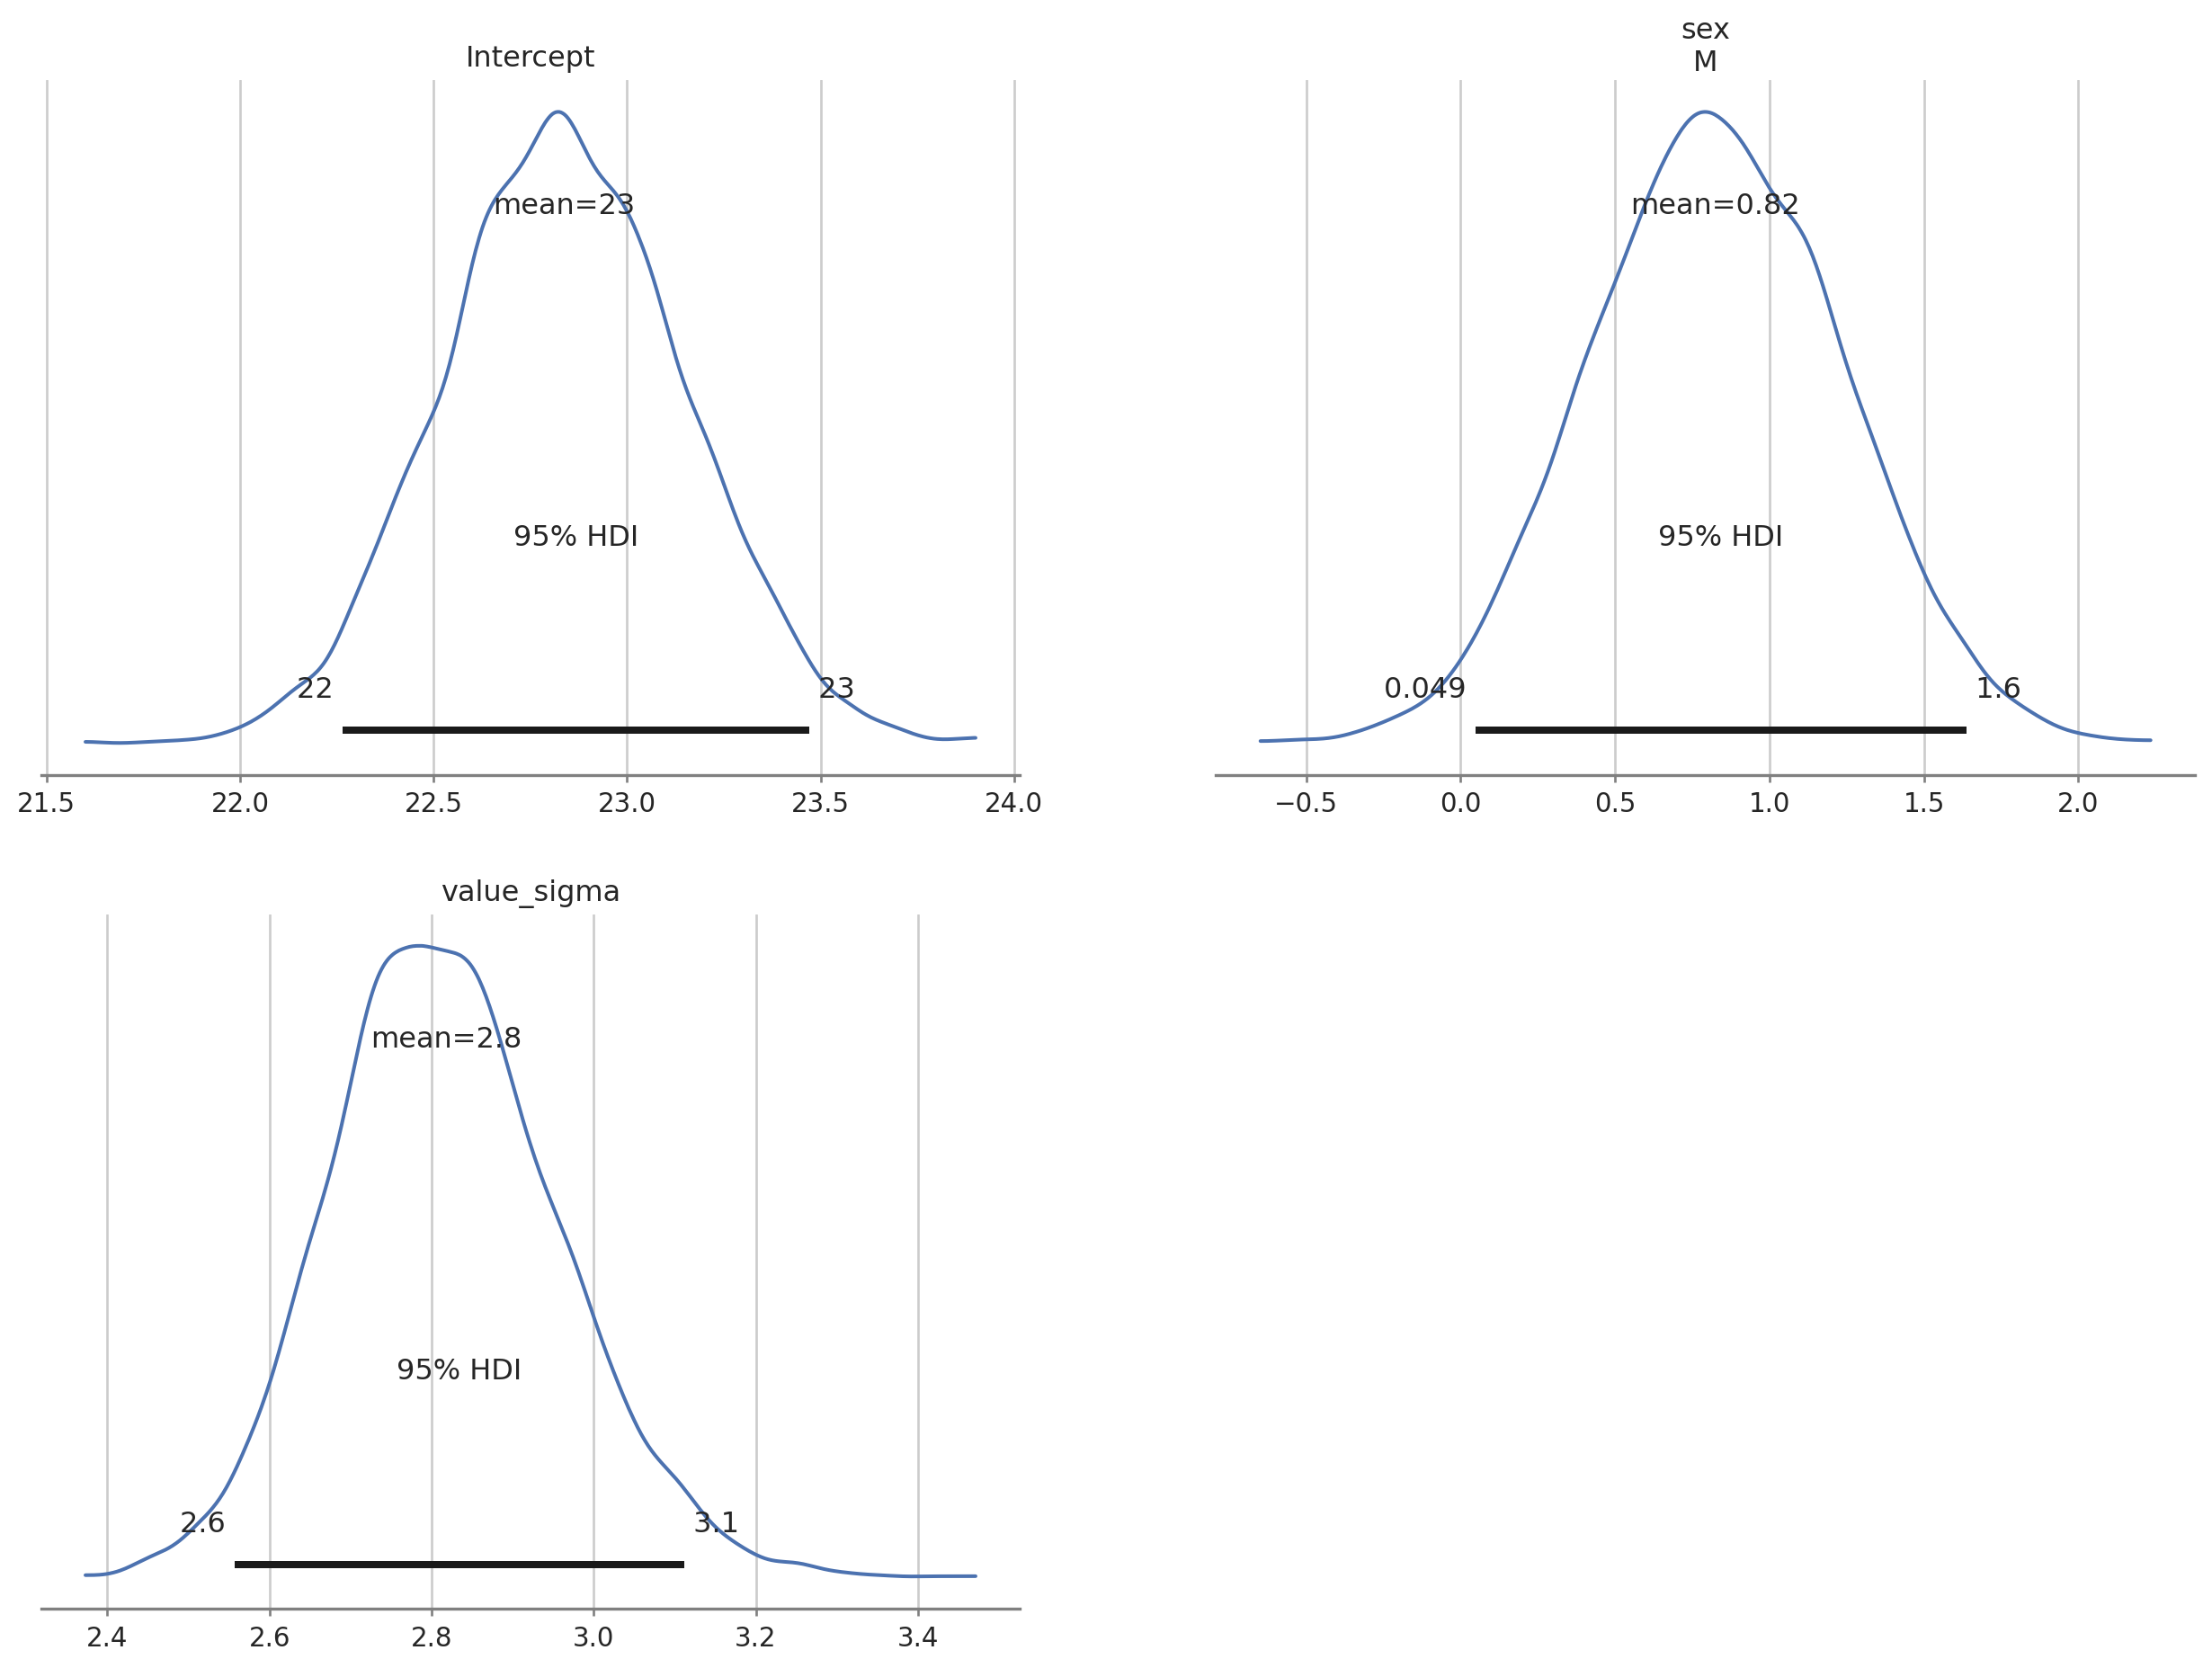 Intercept
mean=23
95% HDI
22
23
21.5 22.0 22.5 23.0 23.5 24.0
sex
M
mean=0.82
95% HDI
0.049
1.6
−0.5 0.0 0.5 1.0 1.5 2.0
value_sigma
mean=2.8
95% HDI
2.6
3.1
2.4 2.6 2.8 3.0 3.2 3.4